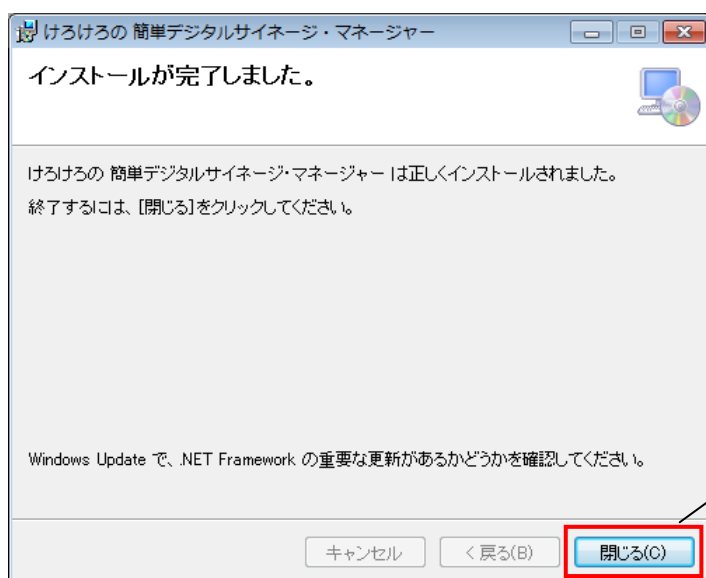 けろけろの 簡単デジタルサイネージ・マネージャー
インストールが完了しました。
けろけろの 簡単デジタルサイネージ・マネージャー は正しくインストールされました。
終了するには、[閉じる]をクリックしてください。
Windows Update で、.NET Framework の重要な更新があるかどうかを確認してください。
キャンセル < 戻る(B) 閉じる(C)